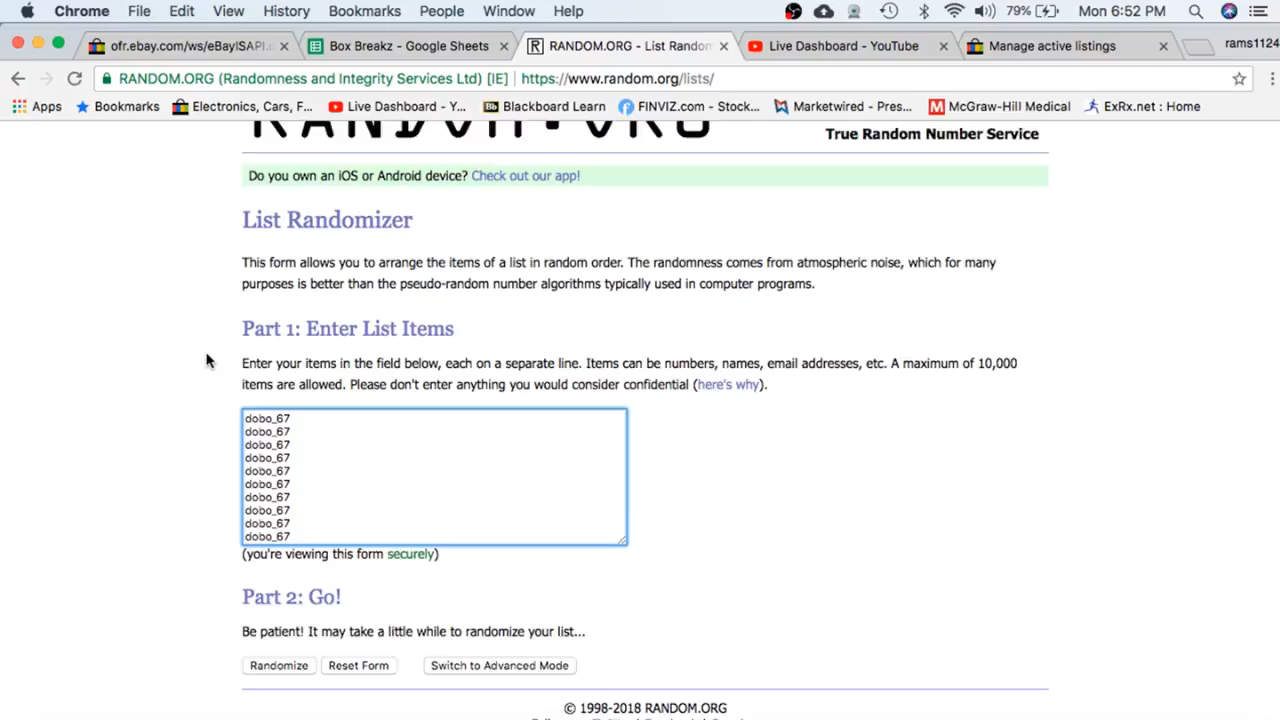 Chrome File Edit View History Bookmarks People Window Help 79% Mon 6:52 PM
ofr.ebay.com/ws/eBayISAPI.d × Box Breakz - Google Sheets × RANDOM.ORG - List Random × Live Dashboard - YouTube × Manage active listings × rams1124
RANDOM.ORG (Randomness and Integrity Services Ltd) [IE] https://www.random.org/lists/
Apps Bookmarks Electronics, Cars, F... Live Dashboard - Y... Bb Blackboard Learn FINVIZ.com - Stock... Marketwired - Pres... M McGraw-Hill Medical ExRx.net : Home
RANDOM.ORG
True Random Number Service
Do you own an iOS or Android device? Check out our app!
List Randomizer
This form allows you to arrange the items of a list in random order. The randomness comes from atmospheric noise, which for many
purposes is better than the pseudo-random number algorithms typically used in computer programs.
Part 1: Enter List Items
Enter your items in the field below, each on a separate line. Items can be numbers, names, email addresses, etc. A maximum of 10,000
items are allowed. Please don't enter anything you would consider confidential (here's why).
dobo_67
dobo_67
dobo_67
dobo_67
dobo_67
dobo_67
dobo_67
dobo_67
dobo_67
dobo_67
(you're viewing this form securely)
Part 2: Go!
Be patient! It may take a little while to randomize your list...
Randomize Reset Form Switch to Advanced Mode
© 1998-2018 RANDOM.ORG